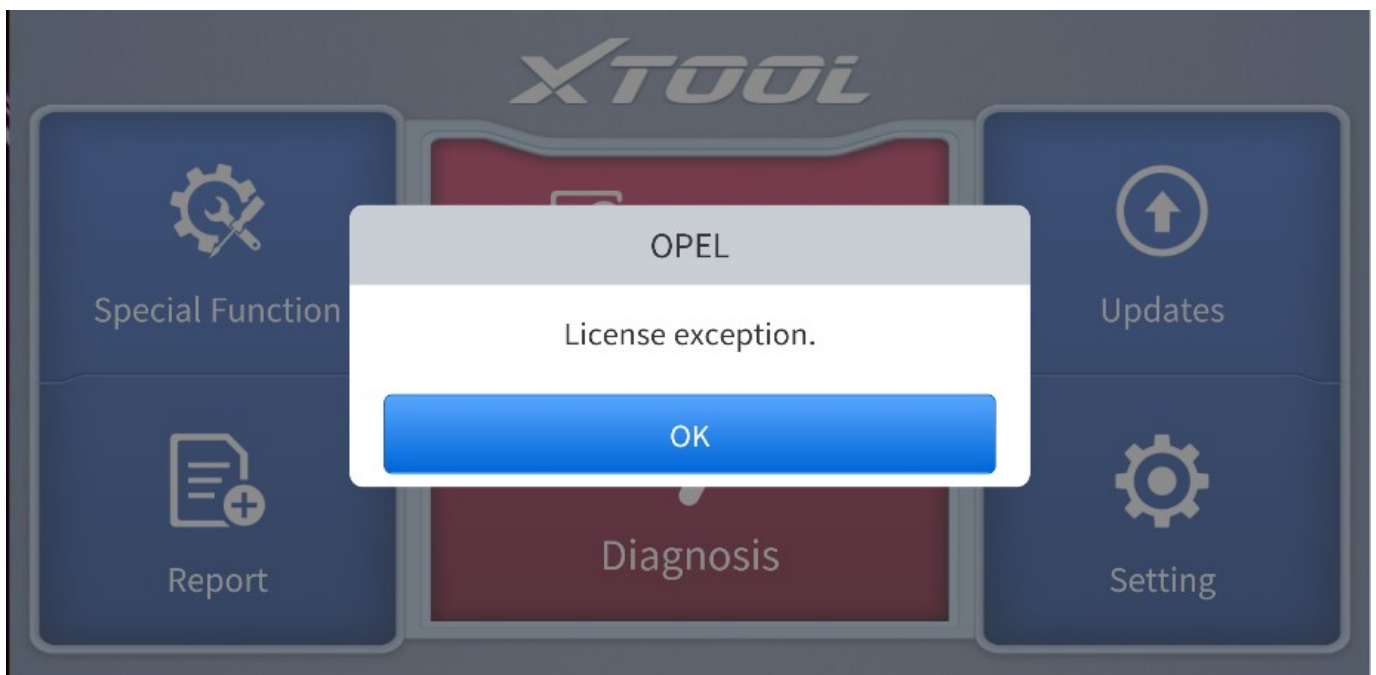 XTOOL
OPEL
Special Function
License exception.
Updates
OK
Report
Diagnosis
Setting